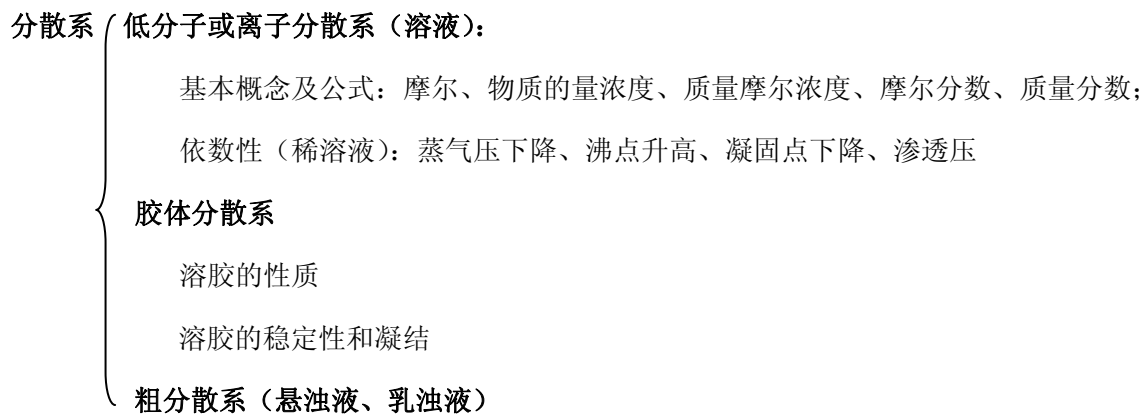 分散系 低分子或离子分散系（溶液）：
基本概念及公式：摩尔、物质的量浓度、质量摩尔浓度、摩尔分数、质量分数；
依数性（稀溶液）：蒸气压下降、沸点升高、凝固点下降、渗透压
胶体分散系
溶胶的性质
溶胶的稳定性和凝结
粗分散系（悬浊液、乳浊液）